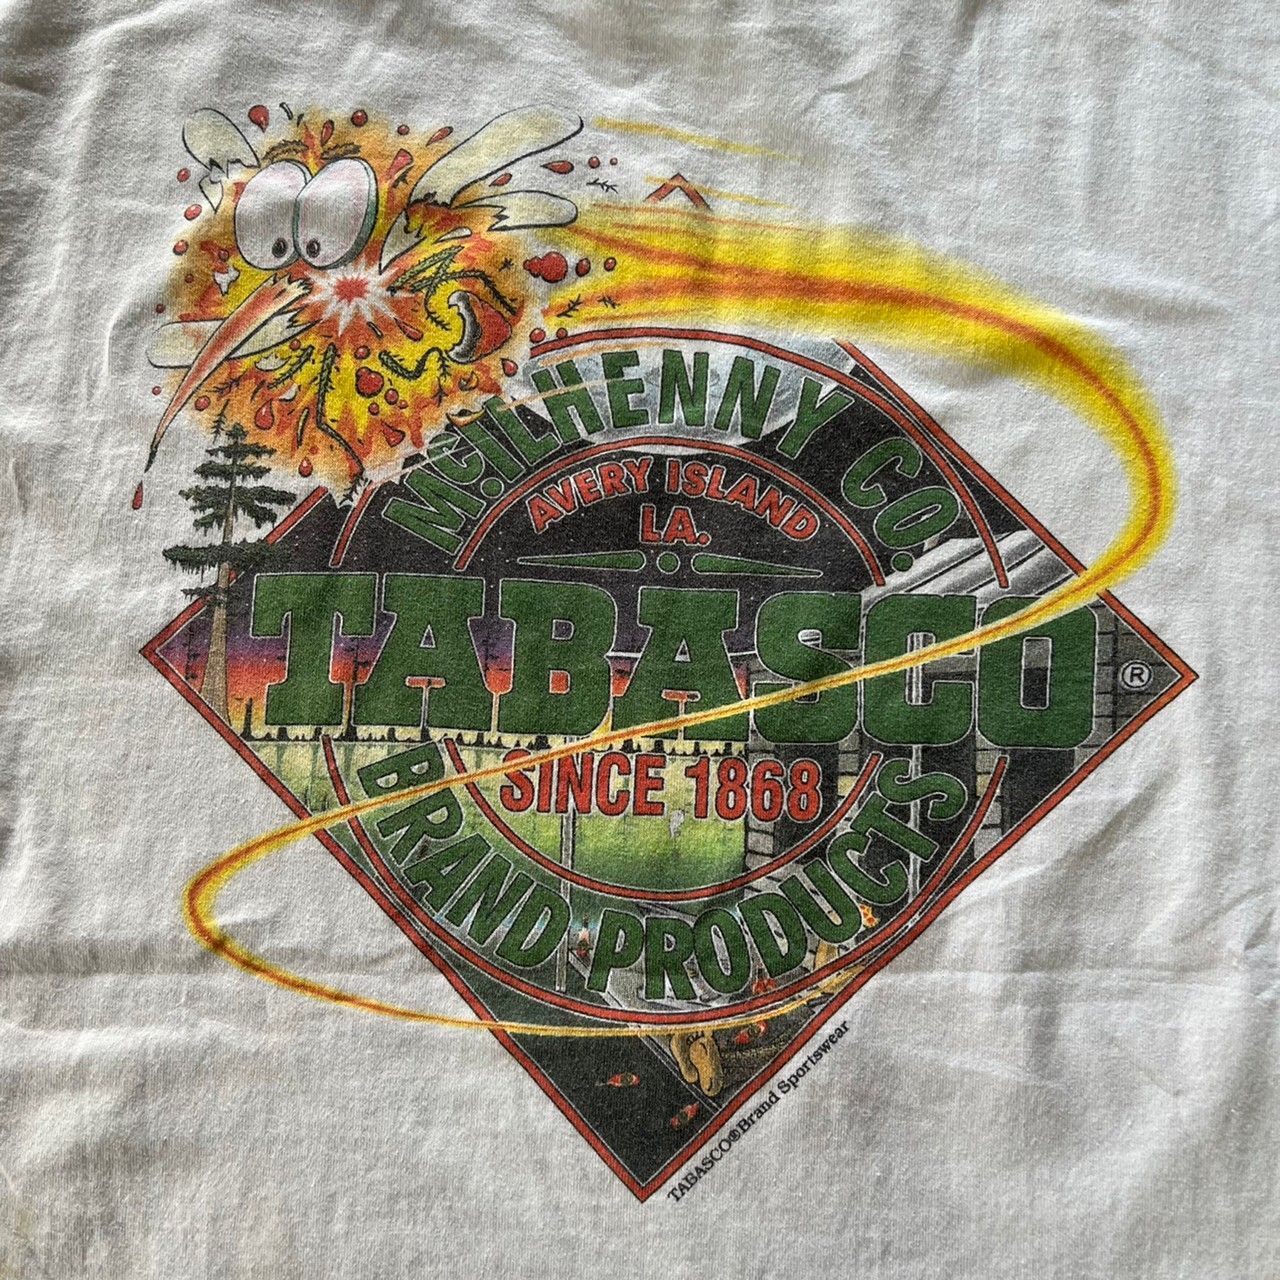 McILHENNY CO.
AVERY ISLAND
LA.
TABASCO®
SINCE 1868
BRAND PRODUCTS
TABASCO®Brand Sportswear